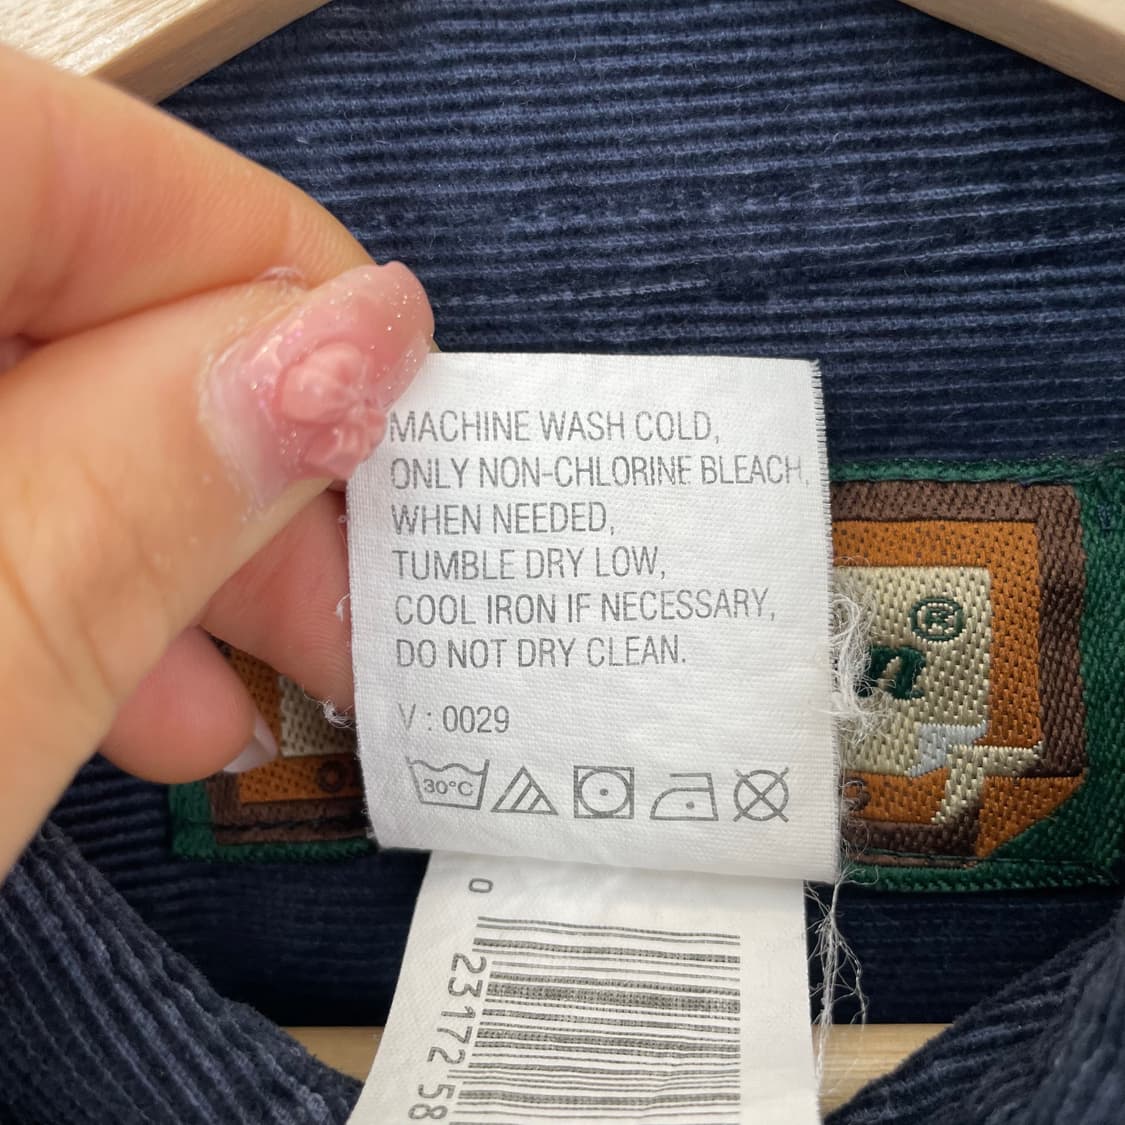 MACHINE WASH COLD,
ONLY NON-CHLORINE BLEACH,
WHEN NEEDED,
TUMBLE DRY LOW,
COOL IRON IF NECESSARY,
DO NOT DRY CLEAN.
V : 0029
30°C
n®
0 23172 58